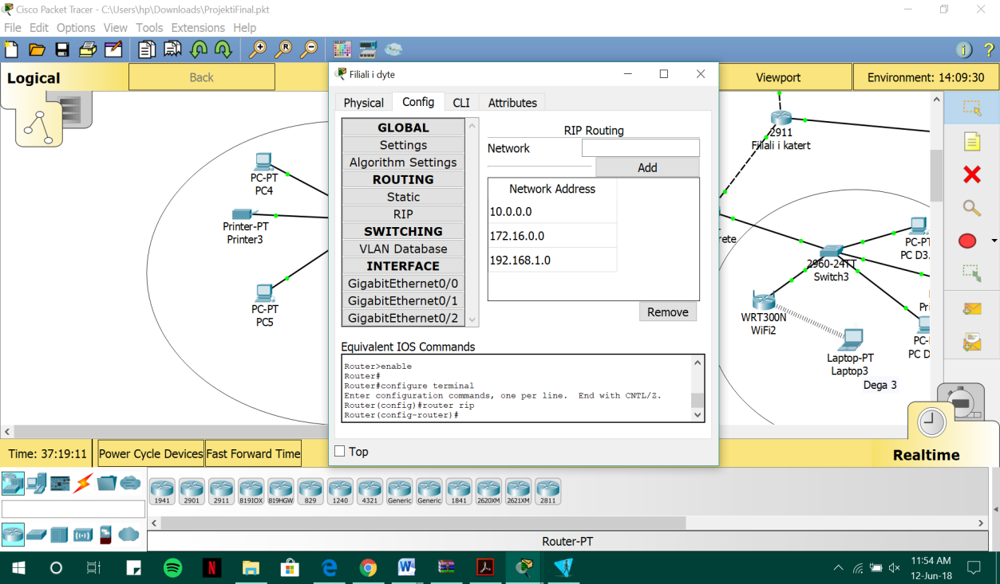 Cisco Packet Tracer - C:\Users\hp\Downloads\ProjektiFinal.pkt
File Edit Options View Tools Extensions Help
Logical
Back
Viewport
Environment: 14:09:30
Filiali i dyte
Physical Config CLI Attributes
GLOBAL
Settings
Algorithm Settings
ROUTING
Static
RIP
SWITCHING
VLAN Database
INTERFACE
GigabitEthernet0/0
GigabitEthernet0/1
GigabitEthernet0/2
RIP Routing
Network
Add
Network Address
10.0.0.0
172.16.0.0
192.168.1.0
Remove
Equivalent IOS Commands
Router>enable
Router#
Router#configure terminal
Enter configuration commands, one per line. End with CNTL/Z.
Router(config)#router rip
Router(config-router)#
Top
PC-PT
PC4
Printer-PT
Printer3
PC-PT
PC5
2911
Filiali i katert
rete
2960-24TT
Switch3
PC-PT
PC D3.
WRT300N
WiFi2
Pri
PC-
PC D
Laptop-PT
Laptop3
Dega 3
Time: 37:19:11
Power Cycle Devices
Fast Forward Time
Realtime
1941 2901 2911 819IOX 819HGW 829 1240 4321 Generic Generic 1841 2620XM 2621XM 2811
Router-PT
11:54 AM
12-Jun-18